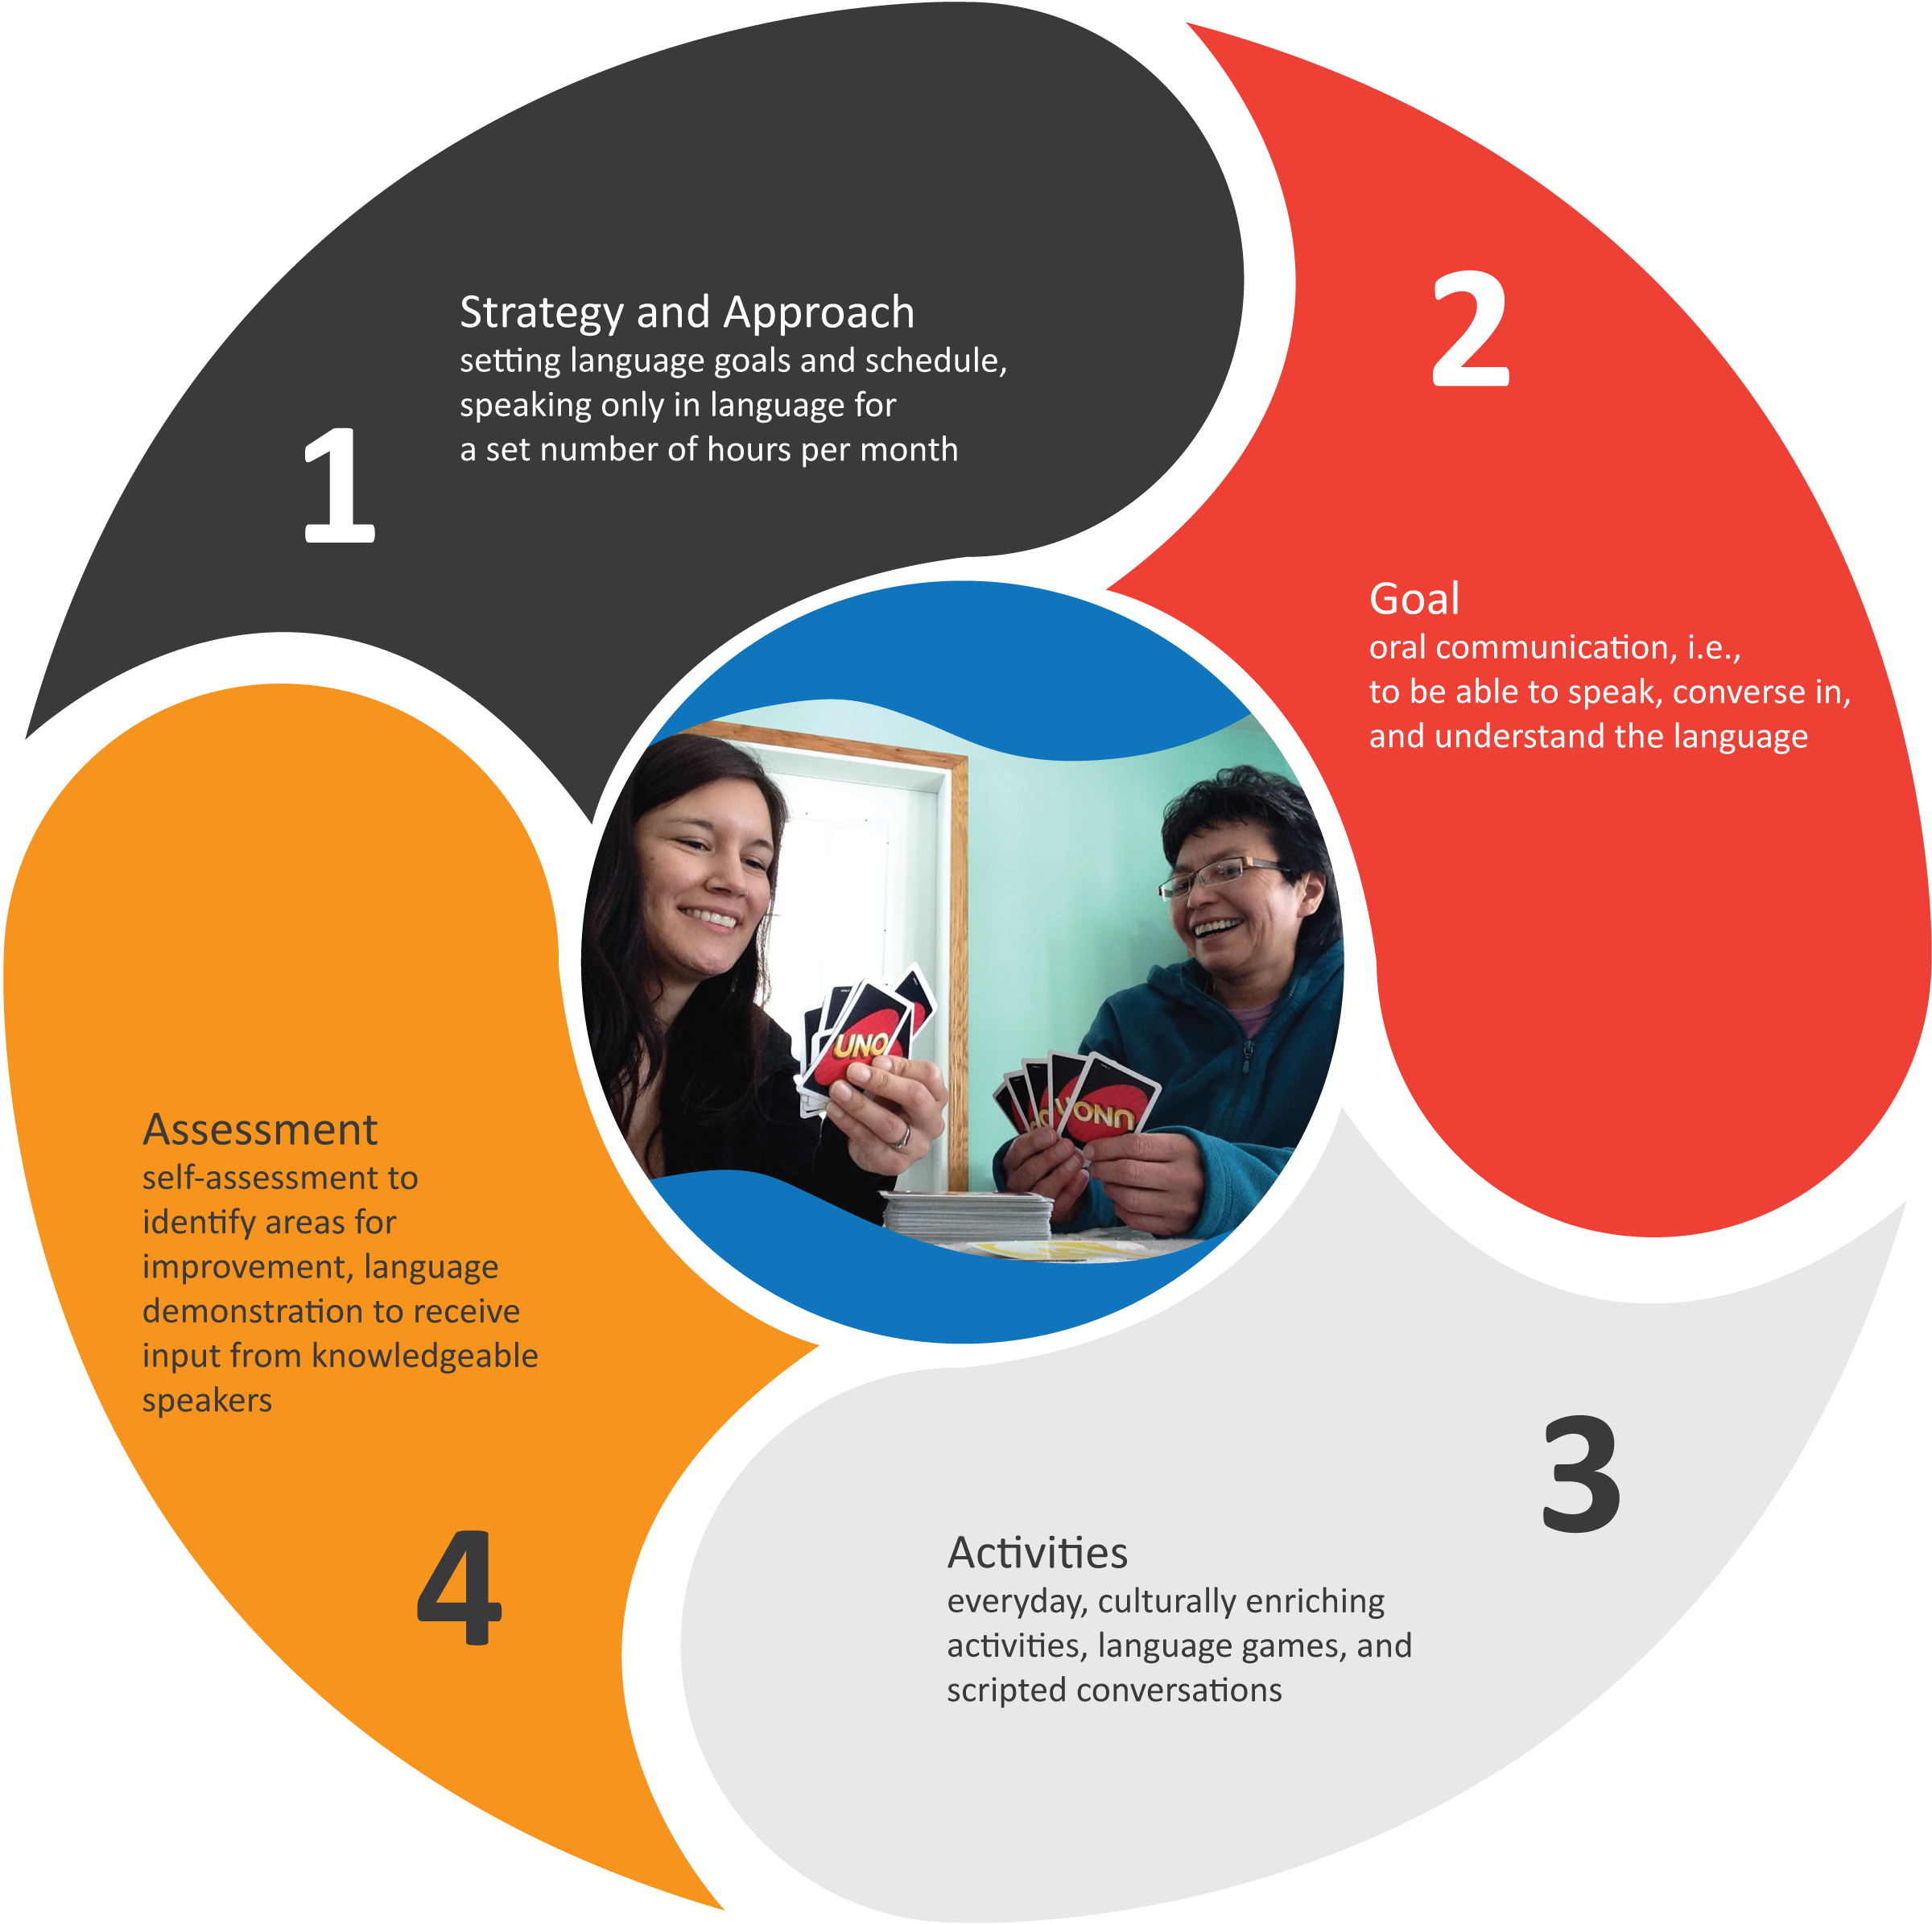 1
Strategy and Approach
setting language goals and schedule,
speaking only in language for
a set number of hours per month
2
Goal
oral communication, i.e.,
to be able to speak, converse in,
and understand the language
UNO
UNO
3
Activities
everyday, culturally enriching
activities, language games, and
scripted conversations
4
Assessment
self-assessment to
identify areas for
improvement, language
demonstration to receive
input from knowledgeable
speakers